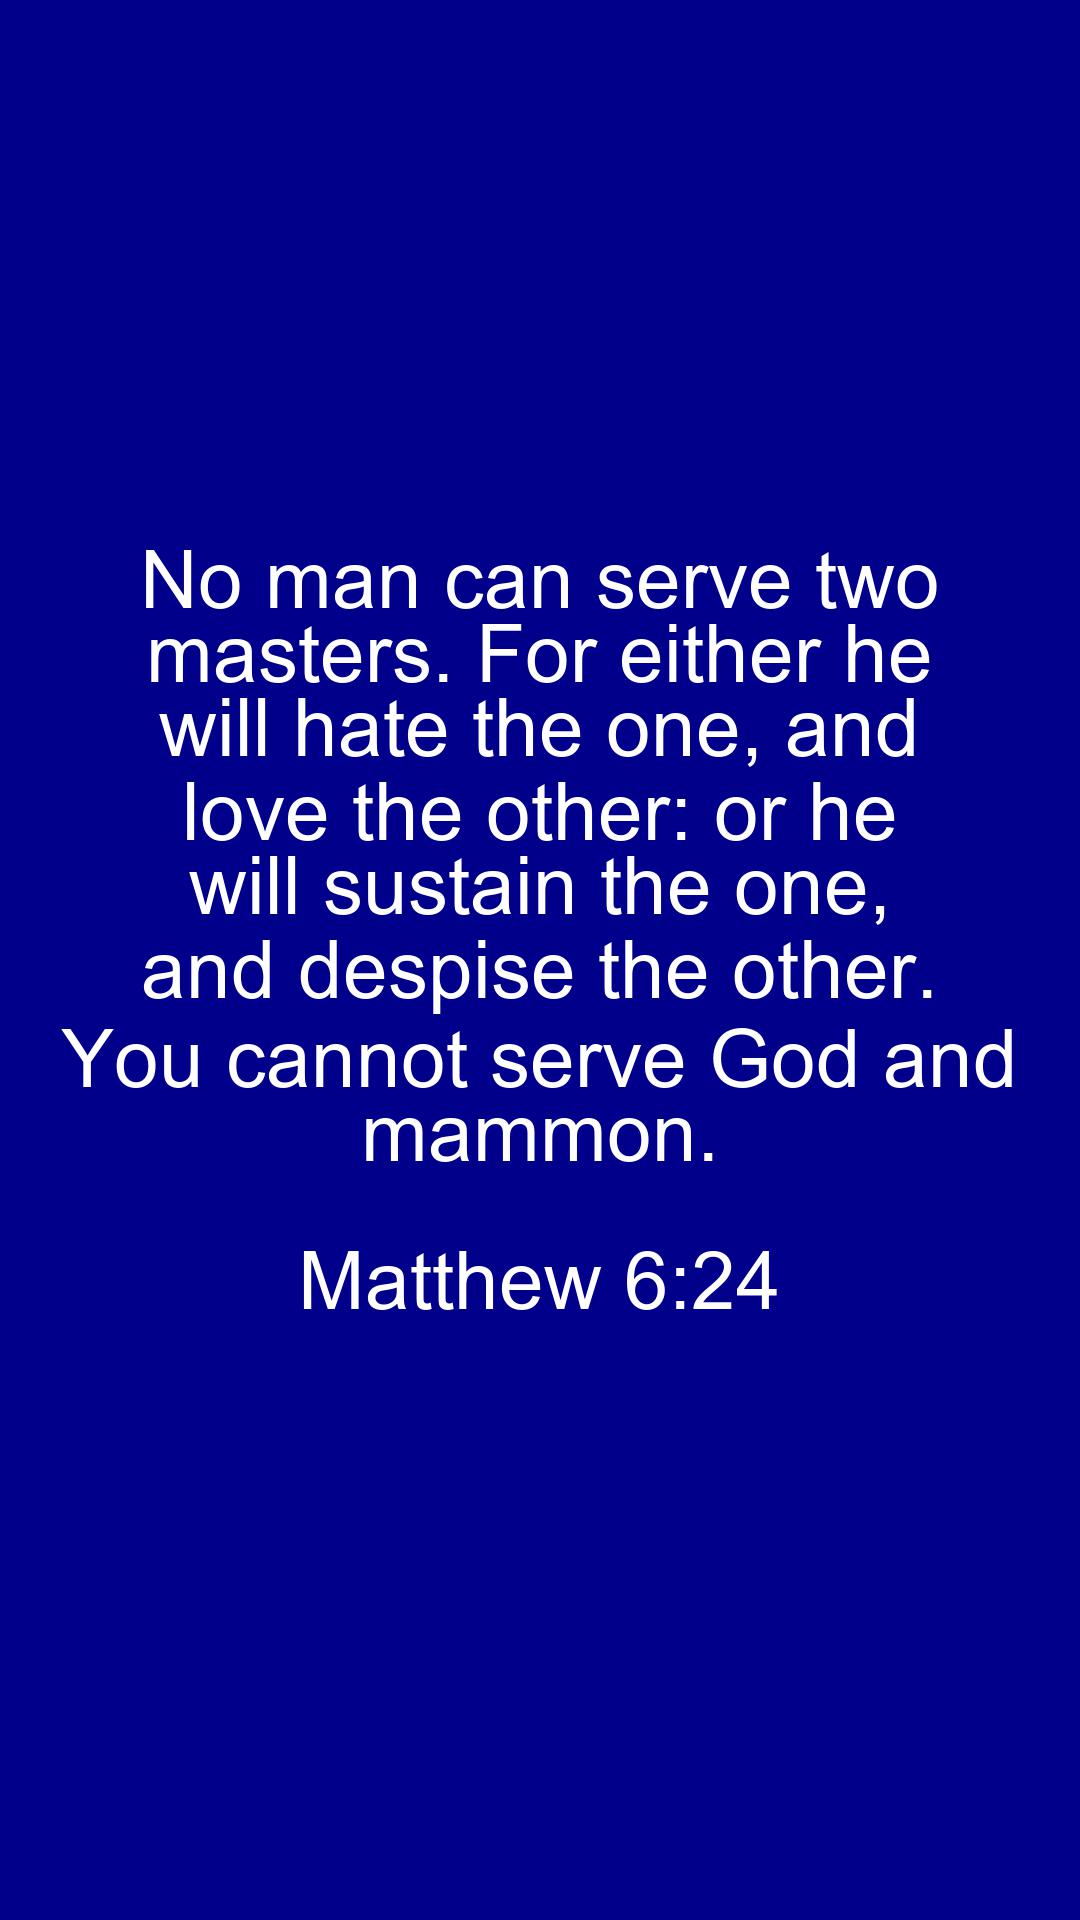 No man can serve two
masters. For either he
will hate the one, and
love the other: or he
will sustain the one,
and despise the other.
You cannot serve God and
mammon.
Matthew 6:24